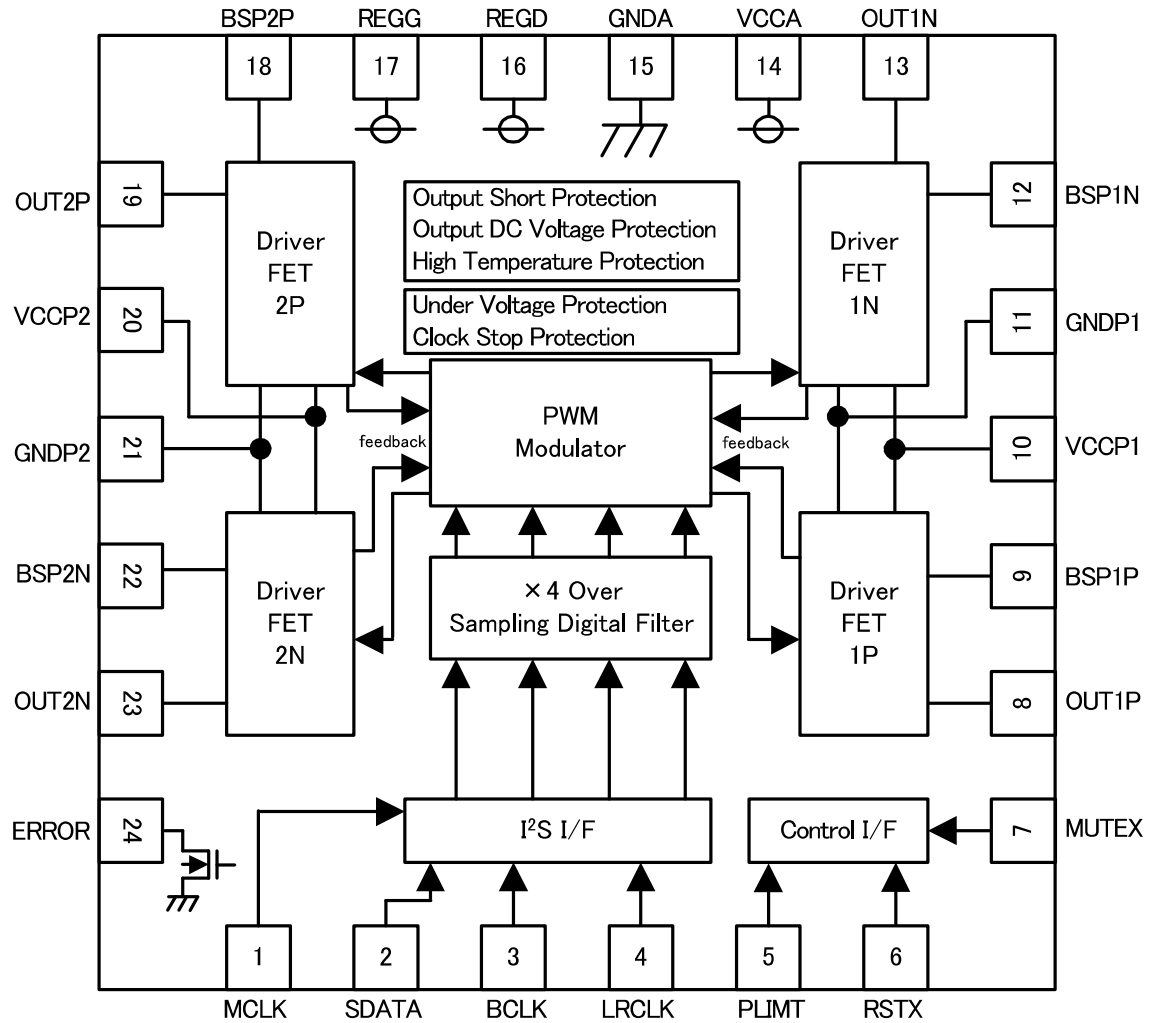 BSP2P REGG REGD GNDA VCCA OUT1N
18 17 16 15 14 13
OUT2P 19
12 BSP1N
Output Short Protection
Output DC Voltage Protection
High Temperature Protection
Driver
FET
2P
Driver
FET
1N
VCCP2 20
11 GNDP1
Under Voltage Protection
Clock Stop Protection
PWM
Modulator
feedback
feedback
GNDP2 21
10 VCCP1
BSP2N 22
9 BSP1P
Driver
FET
2N
×4 Over
Sampling Digital Filter
Driver
FET
1P
OUT2N 23
8 OUT1P
ERROR 24
I²S I/F
Control I/F
7 MUTEX
1 2 3 4 5 6
MCLK SDATA BCLK LRCLK PLIMT RSTX